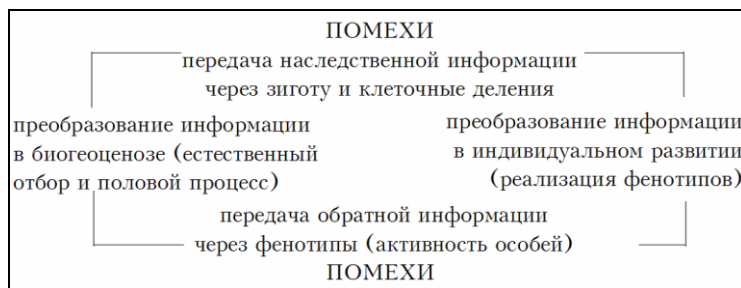 ПОМЕХИ
передача наследственной информации
через зиготу и клеточные деления
преобразование информации
в биогеоценозе (естественный
отбор и половой процесс)
преобразование информации
в индивидуальном развитии
(реализация фенотипов)
передача обратной информации
через фенотипы (активность особей)
ПОМЕХИ